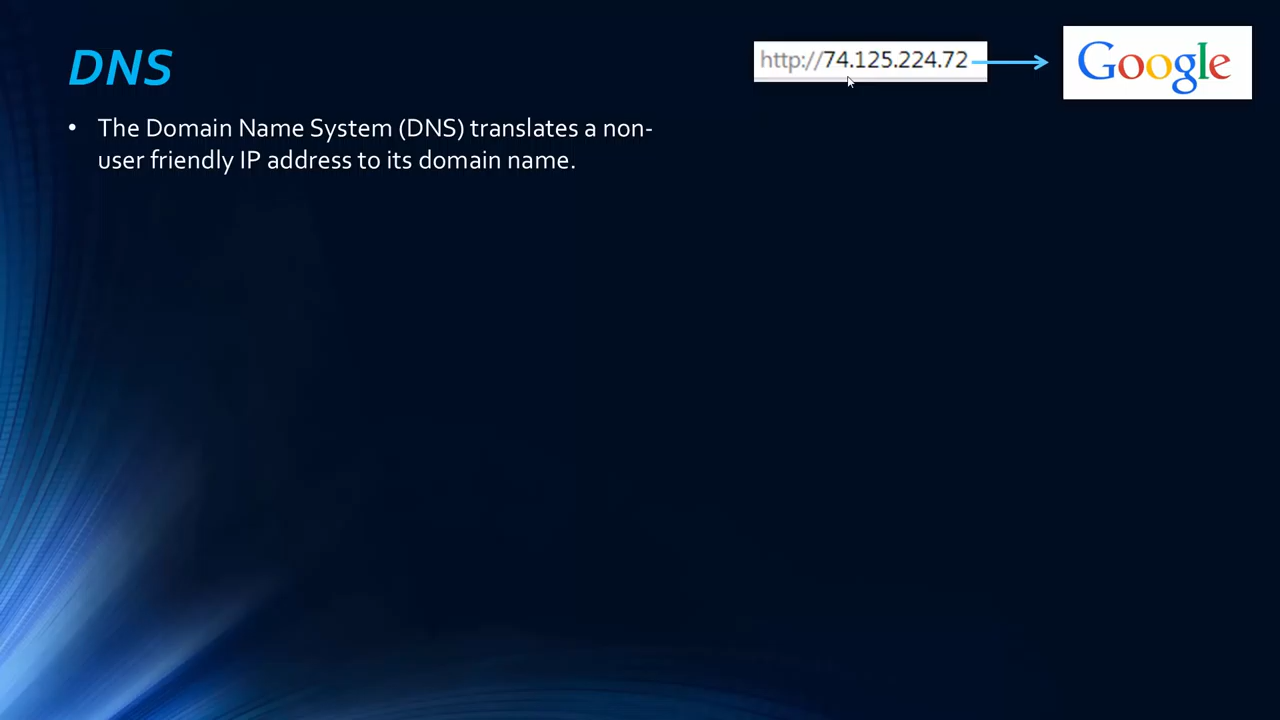 DNS
http://74.125.224.72
Google
• The Domain Name System (DNS) translates a non-
user friendly IP address to its domain name.